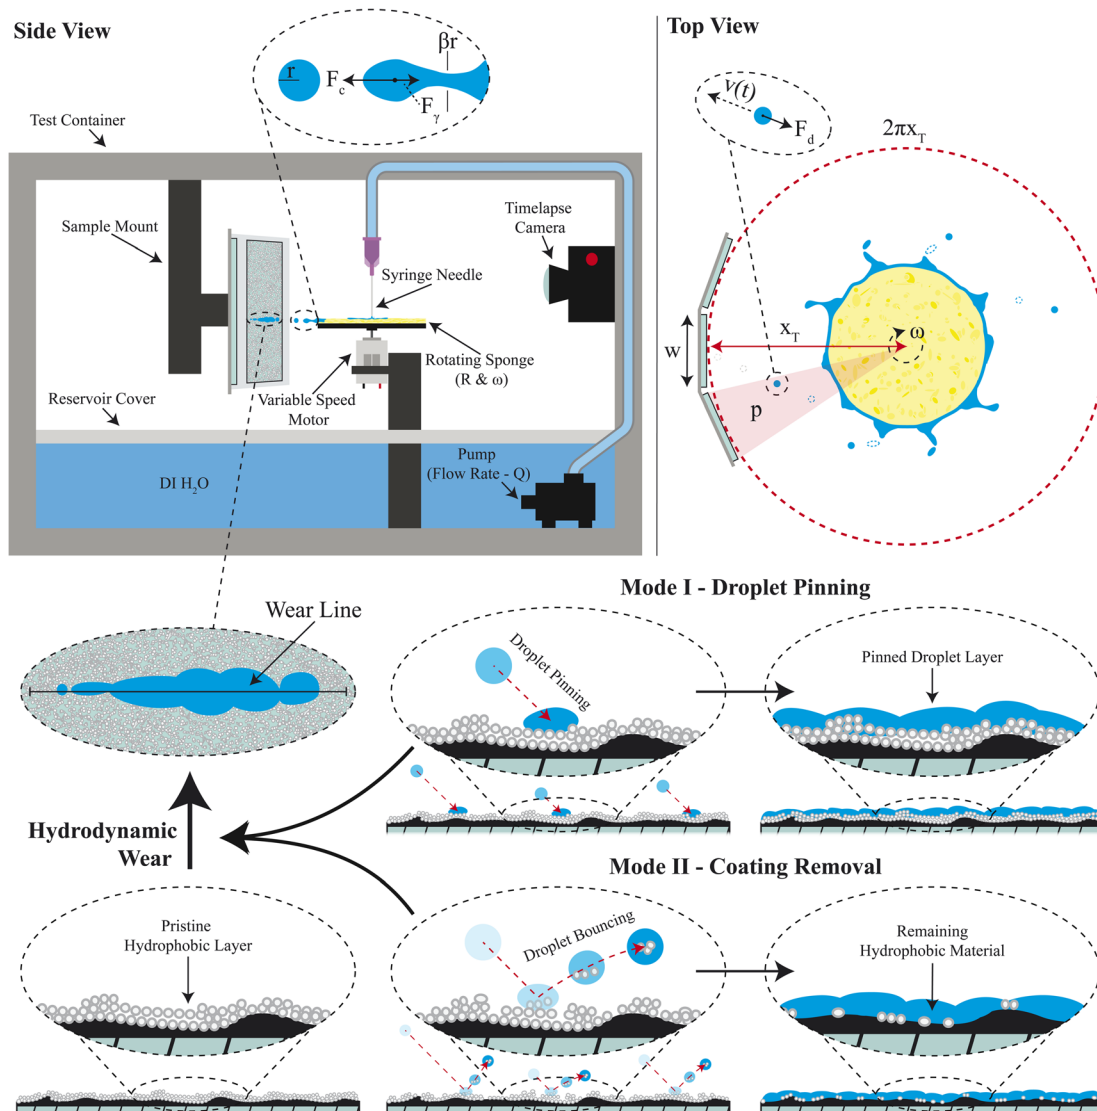 Side View
βr
r
F_c
F_γ
Test Container
Sample Mount
Timelapse
Camera
Syringe Needle
Rotating Sponge
(R & ω)
Variable Speed
Motor
Reservoir Cover
DI H₂O
Pump
(Flow Rate - Q)
Top View
V(t)
F_d
2πx_T
x_T
ω
w
p
Wear Line
Hydrodynamic
Wear
Mode I - Droplet Pinning
Droplet Pinning
Pinned Droplet Layer
Mode II - Coating Removal
Pristine
Hydrophobic Layer
Droplet Bouncing
Remaining
Hydrophobic Material